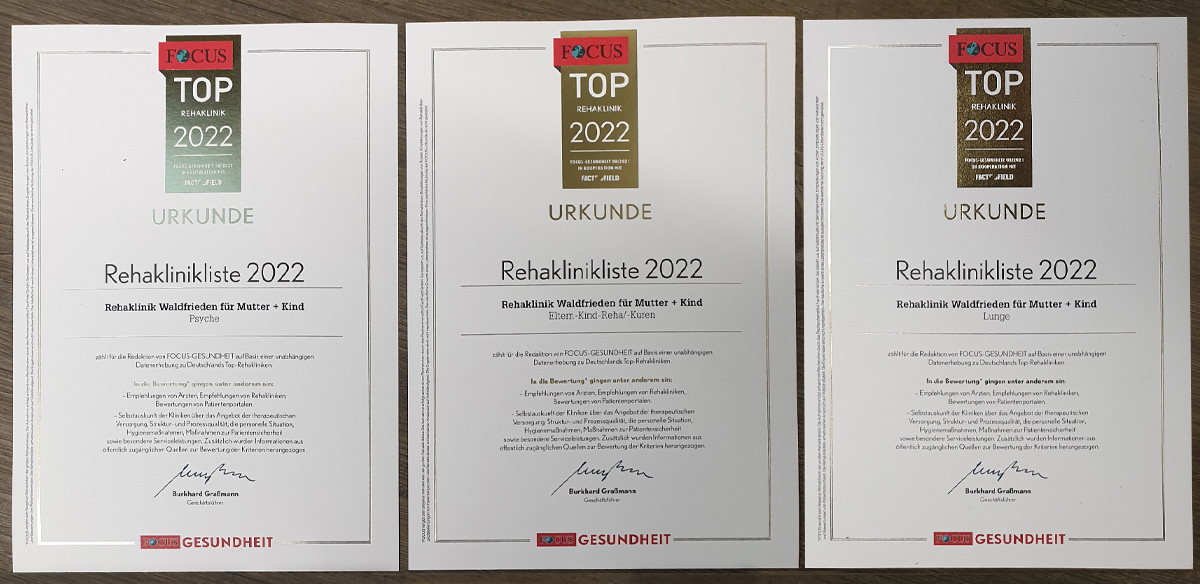 FOCUS
TOP
REHAKLINIK
2022
FOCUS-GESUNDHEIT 08/2021
IN KOOPERATION MIT
FACT FIELD
URKUNDE
Rehaklinikliste 2022
Rehaklinik Waldfrieden für Mutter + Kind
Psyche
zählt für die Redaktion von FOCUS-GESUNDHEIT auf Basis einer unabhängigen
Datenerhebung zu Deutschlands Top-Rehakliniken.
In die Bewertung* gingen unter anderem ein:
– Empfehlungen von Ärzten, Empfehlungen von Rehakliniken,
Bewertungen von Patientenportalen.
– Selbstauskunft der Kliniken über das Angebot der therapeutischen
Versorgung, Struktur- und Prozessqualität, die personelle Situation,
Hygienemaßnahmen, Maßnahmen zur Patientensicherheit
sowie besondere Serviceleistungen. Zusätzlich wurden Informationen aus
öffentlich zugänglichen Quellen zur Bewertung der Kriterien herangezogen.
Burkhard Graßmann
Geschäftsführer
FOCUS GESUNDHEIT
FOCUS
TOP
REHAKLINIK
2022
FOCUS-GESUNDHEIT 08/2021
IN KOOPERATION MIT
FACT FIELD
URKUNDE
Rehaklinikliste 2022
Rehaklinik Waldfrieden für Mutter + Kind
Eltern-Kind-Reha/-Kuren
zählt für die Redaktion von FOCUS-GESUNDHEIT auf Basis einer unabhängigen
Datenerhebung zu Deutschlands Top-Rehakliniken.
In die Bewertung* gingen unter anderem ein:
– Empfehlungen von Ärzten, Empfehlungen von Rehakliniken,
Bewertungen von Patientenportalen.
– Selbstauskunft der Kliniken über das Angebot der therapeutischen
Versorgung, Struktur- und Prozessqualität, die personelle Situation,
Hygienemaßnahmen, Maßnahmen zur Patientensicherheit
sowie besondere Serviceleistungen. Zusätzlich wurden Informationen aus
öffentlich zugänglichen Quellen zur Bewertung der Kriterien herangezogen.
Burkhard Graßmann
Geschäftsführer
FOCUS GESUNDHEIT
FOCUS
TOP
REHAKLINIK
2022
FOCUS-GESUNDHEIT 08/2021
IN KOOPERATION MIT
FACT FIELD
URKUNDE
Rehaklinikliste 2022
Rehaklinik Waldfrieden für Mutter + Kind
Lunge
zählt für die Redaktion von FOCUS-GESUNDHEIT auf Basis einer unabhängigen
Datenerhebung zu Deutschlands Top-Rehakliniken.
In die Bewertung* gingen unter anderem ein:
– Empfehlungen von Ärzten, Empfehlungen von Rehakliniken,
Bewertungen von Patientenportalen.
– Selbstauskunft der Kliniken über das Angebot der therapeutischen
Versorgung, Struktur- und Prozessqualität, die personelle Situation,
Hygienemaßnahmen, Maßnahmen zur Patientensicherheit
sowie besondere Serviceleistungen. Zusätzlich wurden Informationen aus
öffentlich zugänglichen Quellen zur Bewertung der Kriterien herangezogen.
Burkhard Graßmann
Geschäftsführer
FOCUS GESUNDHEIT